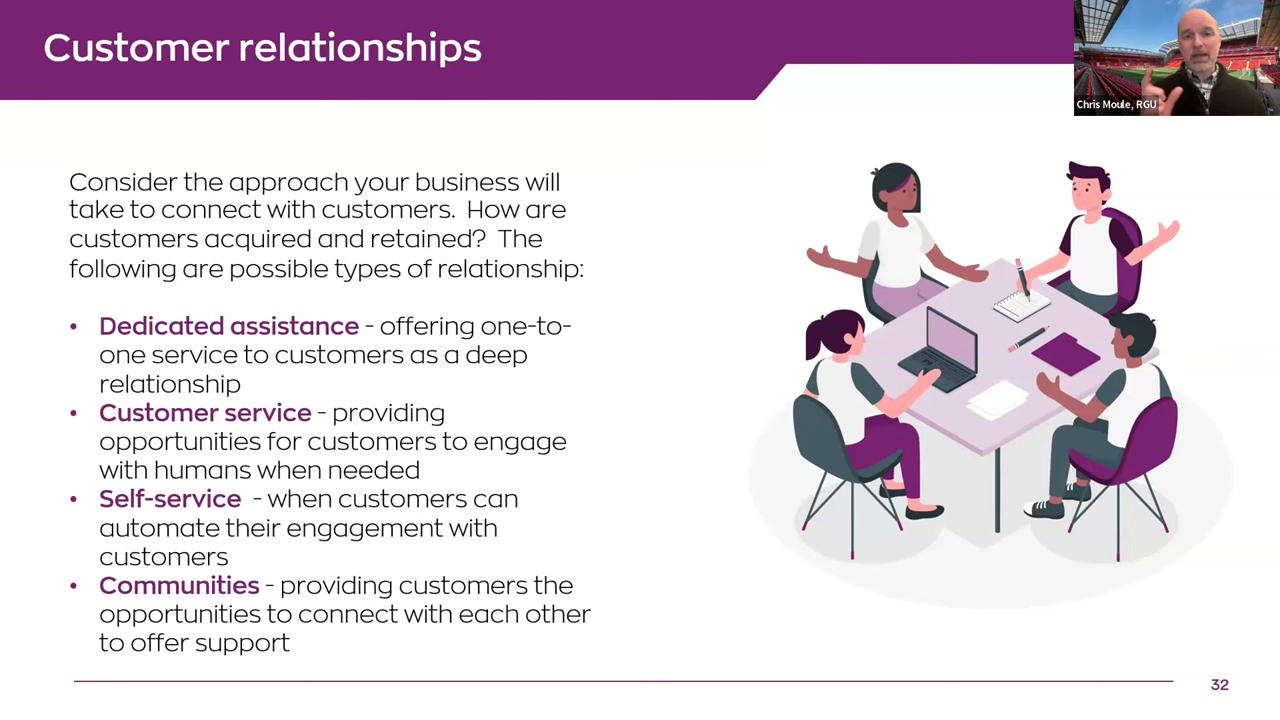 Customer relationships
Chris Moule, RGU
Consider the approach your business will
take to connect with customers.  How are
customers acquired and retained?  The
following are possible types of relationship:
• Dedicated assistance - offering one-to-
one service to customers as a deep
relationship
• Customer service - providing
opportunities for customers to engage
with humans when needed
• Self-service  - when customers can
automate their engagement with
customers
• Communities - providing customers the
opportunities to connect with each other
to offer support
32